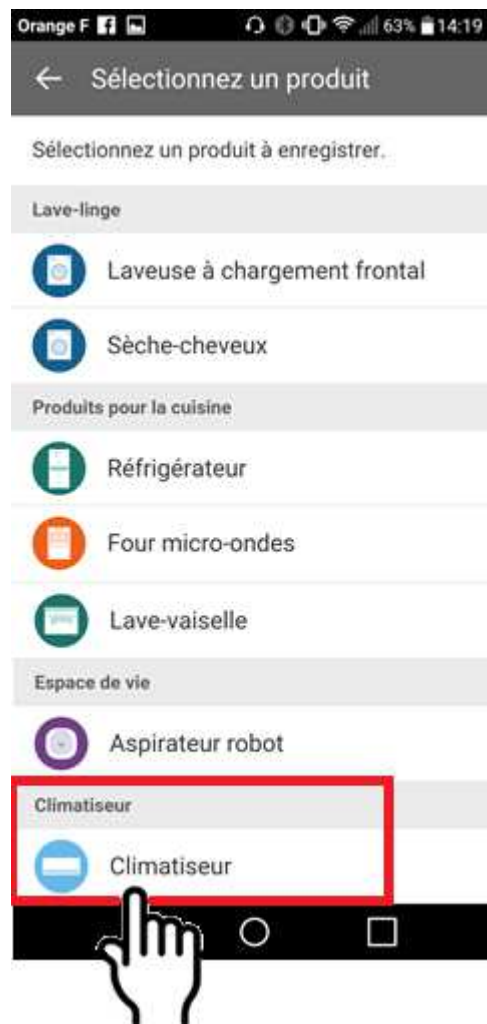 Orange F 63% 14:19
Sélectionnez un produit
Sélectionnez un produit à enregistrer.
Lave-linge
Laveuse à chargement frontal
Sèche-cheveux
Produits pour la cuisine
Réfrigérateur
Four micro-ondes
Lave-vaiselle
Espace de vie
Aspirateur robot
Climatiseur
Climatiseur